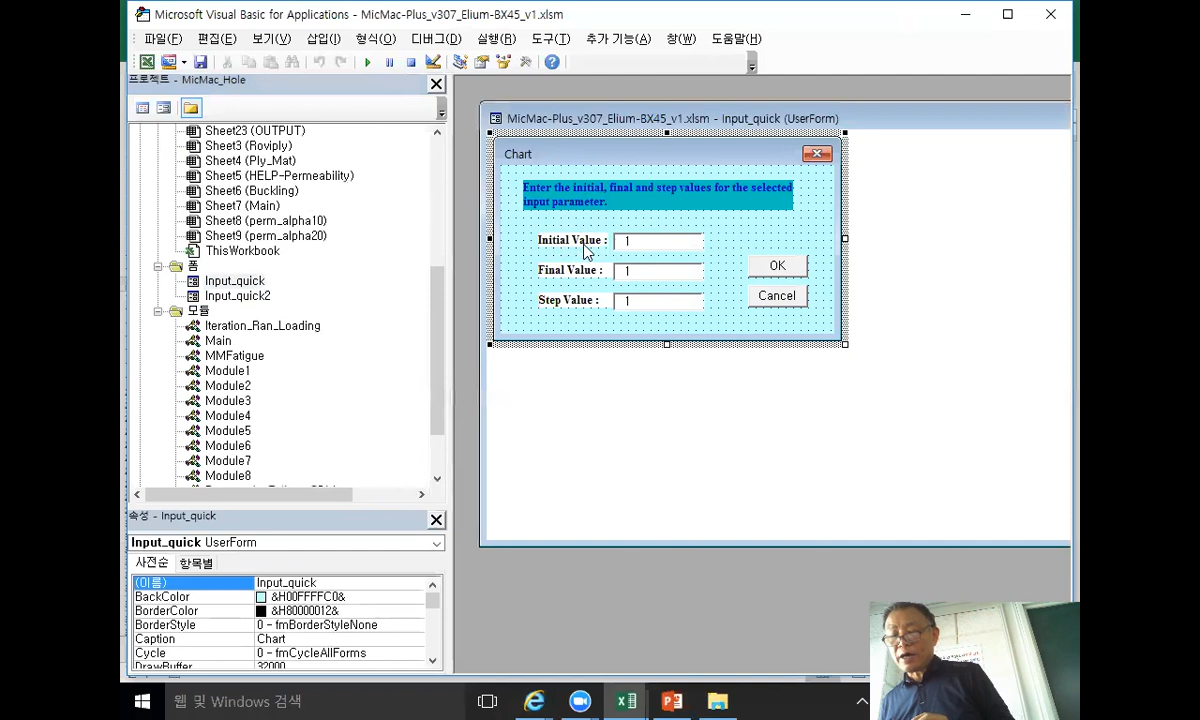 Microsoft Visual Basic for Applications - MicMac-Plus_v307_Elium-BX45_v1.xlsm
파일(F) 편집(E) 보기(V) 삽입(I) 형식(O) 디버그(D) 실행(R) 도구(T) 추가 기능(A) 창(W) 도움말(H)
프로젝트 - MicMac_Hole
Sheet23 (OUTPUT)
Sheet3 (Roviply)
Sheet4 (Ply_Mat)
Sheet5 (HELP-Permeability)
Sheet6 (Buckling)
Sheet7 (Main)
Sheet8 (perm_alpha10)
Sheet9 (perm_alpha20)
ThisWorkbook
폼
Input_quick
Input_quick2
모듈
Iteration_Ran_Loading
Main
MMFatigue
Module1
Module2
Module3
Module4
Module5
Module6
Module7
Module8
속성 - Input_quick
Input_quick UserForm
사전순 항목별
(이름) Input_quick
BackColor &H00FFFFC0&
BorderColor &H80000012&
BorderStyle 0 - fmBorderStyleNone
Caption Chart
Cycle 0 - fmCycleAllForms
DrawBuffer 32000
MicMac-Plus_v307_Elium-BX45_v1.xlsm - Input_quick (UserForm)
Chart
Enter the initial, final and step values for the selected
input parameter.
Initial Value : 1
Final Value : 1
Step Value : 1
OK
Cancel
웹 및 Windows 검색